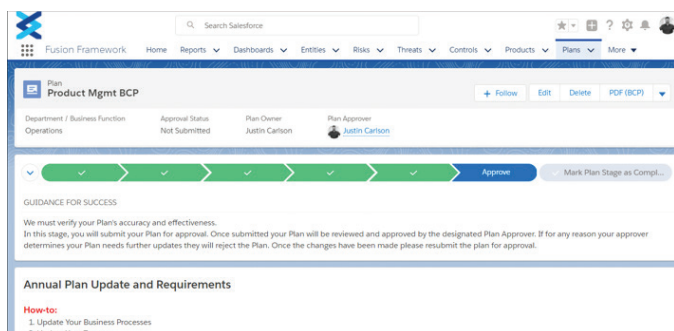 Search Salesforce
Fusion Framework Home Reports Dashboards Entities Risks Threats Controls Products Plans More
Plan
Product Mgmt BCP
+ Follow Edit Delete PDF (BCP)
Department / Business Function Approval Status Plan Owner Plan Approver
Operations Not Submitted Justin Carlson Justin Carlson
Approve Mark Plan Stage as Compl...
GUIDANCE FOR SUCCESS
We must verify your Plan's accuracy and effectiveness.
In this stage, you will submit your Plan for approval. Once submitted your Plan will be reviewed and approved by the designated Plan Approver. If for any reason your approver
determines your Plan needs further updates they will reject the Plan. Once the changes have been made please resubmit the plan for approval.
Annual Plan Update and Requirements
How-to:
1. Update Your Business Processes